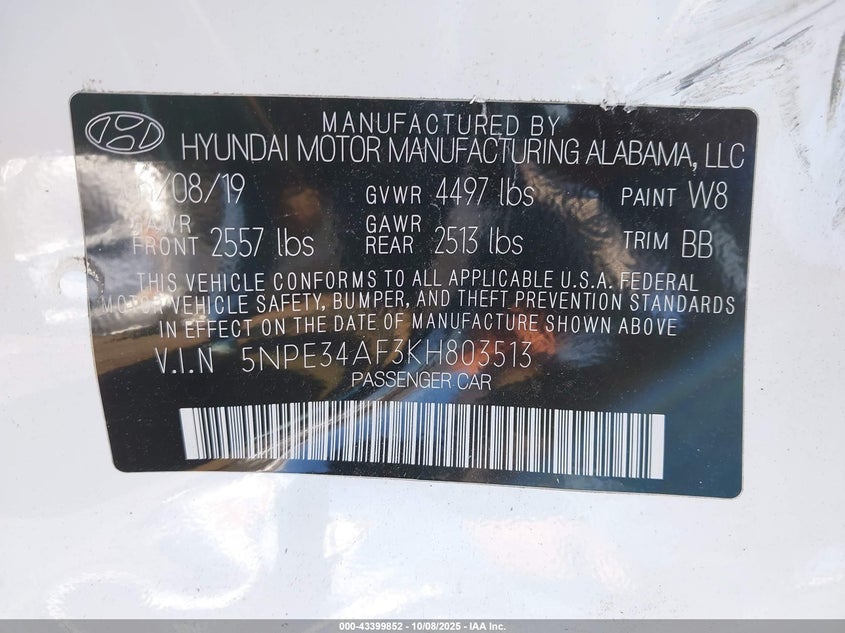 MANUFACTURED BY
HYUNDAI MOTOR MANUFACTURING ALABAMA, LLC
/08/19 GVWR 4497 lbs PAINT W8
GAWR FRONT 2557 lbs GAWR REAR 2513 lbs TRIM BB
THIS VEHICLE CONFORMS TO ALL APPLICABLE U.S.A. FEDERAL
MOTOR VEHICLE SAFETY, BUMPER, AND THEFT PREVENTION STANDARDS
IN EFFECT ON THE DATE OF MANUFACTURE SHOWN ABOVE
V.I.N 5NPE34AF3KH803513
PASSENGER CAR
000-43399852 - 10/08/2025 - IAA Inc.